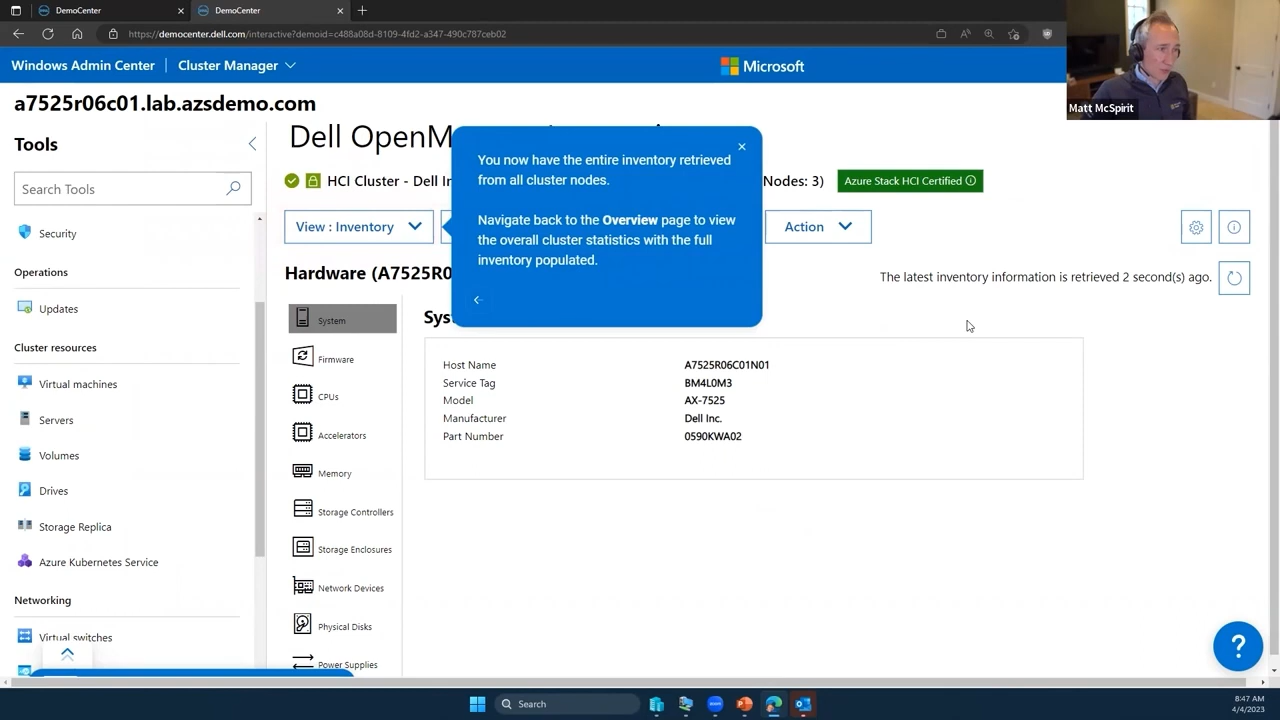 DemoCenter
DemoCenter
https://democenter.dell.com/interactive?demoid=c488a08d-8109-4fd2-a347-490c787ceb02
Windows Admin Center
Cluster Manager
Microsoft
Matt McSpirit
a7525r06c01.lab.azsdemo.com
Tools
Search Tools
Security
Operations
Updates
Cluster resources
Virtual machines
Servers
Volumes
Drives
Storage Replica
Azure Kubernetes Service
Networking
Virtual switches
Dell OpenM
HCI Cluster - Dell In
Nodes: 3)
Azure Stack HCI Certified
View : Inventory
Action
You now have the entire inventory retrieved
from all cluster nodes.
Navigate back to the Overview page to view
the overall cluster statistics with the full
inventory populated.
Hardware (A7525R0
The latest inventory information is retrieved 2 second(s) ago.
System
Firmware
CPUs
Accelerators
Memory
Storage Controllers
Storage Enclosures
Network Devices
Physical Disks
Power Supplies
Sys
Host Name A7525R06C01N01
Service Tag BM4L0M3
Model AX-7525
Manufacturer Dell Inc.
Part Number 0590KWA02
?
Search
8:47 AM
4/4/2023